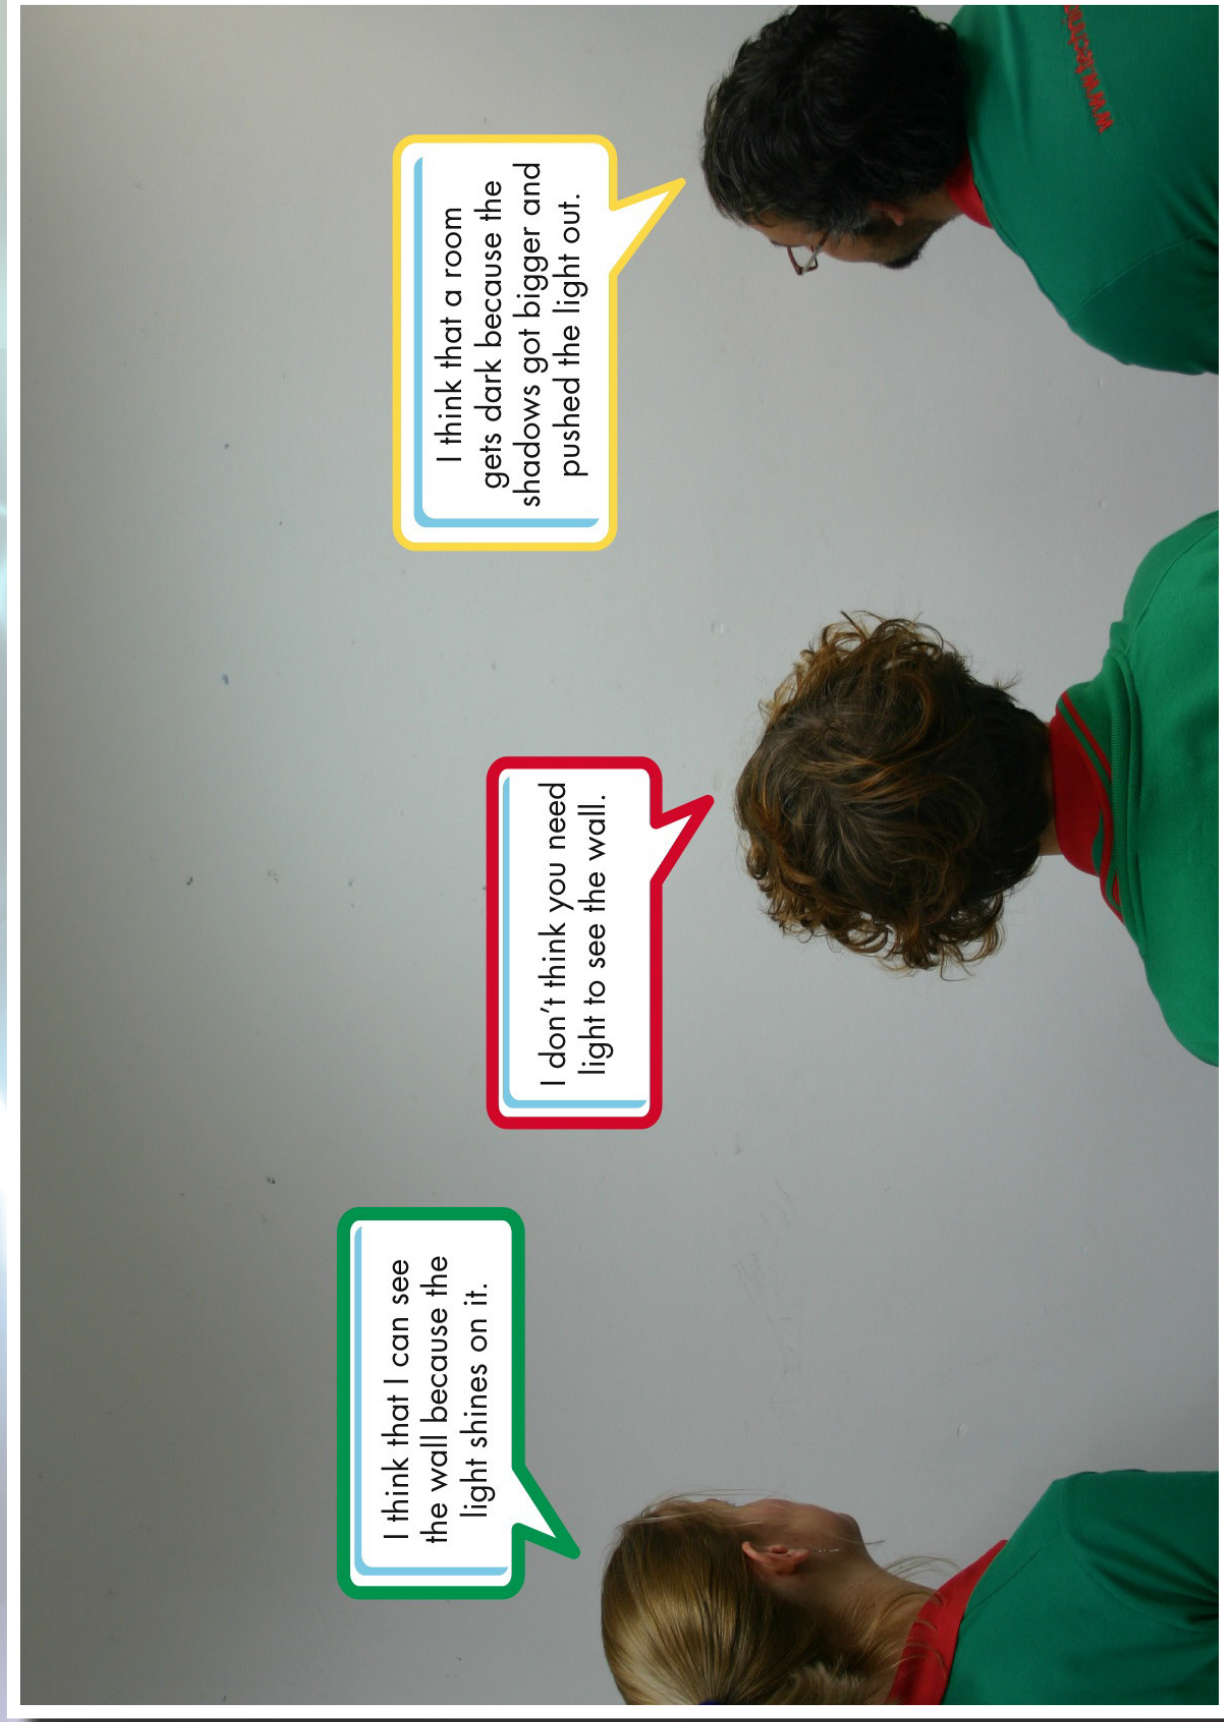 I think that I can see
the wall because the
light shines on it.
I don't think you need
light to see the wall.
I think that a room
gets dark because the
shadows got bigger and
pushed the light out.